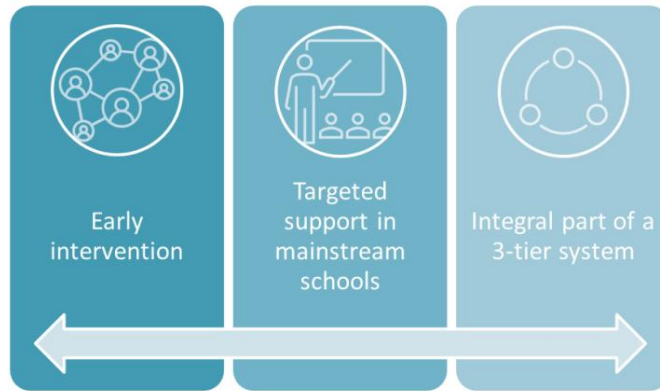 Early
intervention
Targeted
support in
mainstream
schools
Integral part of a
3-tier system